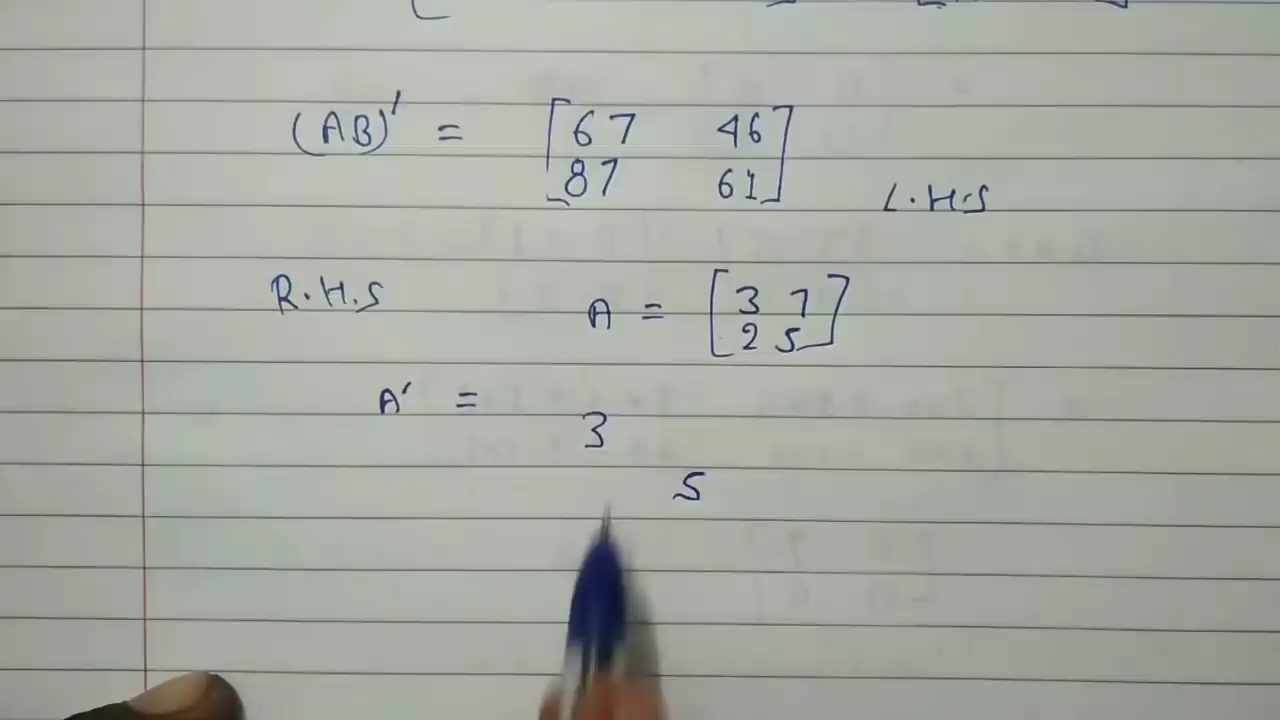 (AB)' = [67 46
87 61] L.H.S
R.H.S A = [3 7
2 5]
A' =
3
5